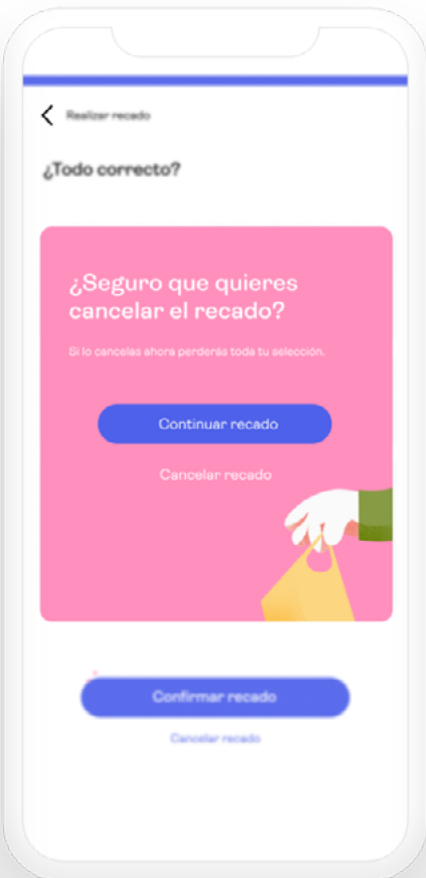 Realizar recado
¿Todo correcto?
¿Seguro que quieres
cancelar el recado?
Si lo cancelas ahora perderás toda tu selección.
Continuar recado
Cancelar recado
Confirmar recado
Cancelar recado